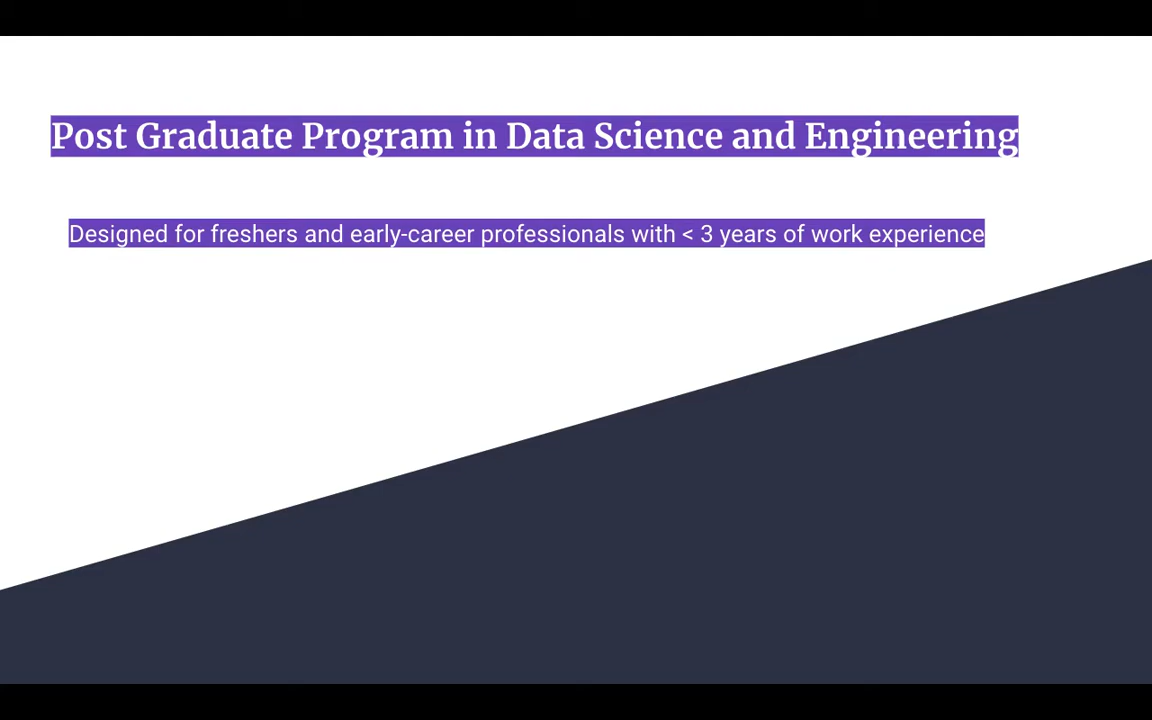 Post Graduate Program in Data Science and Engineering
Designed for freshers and early-career professionals with < 3 years of work experience